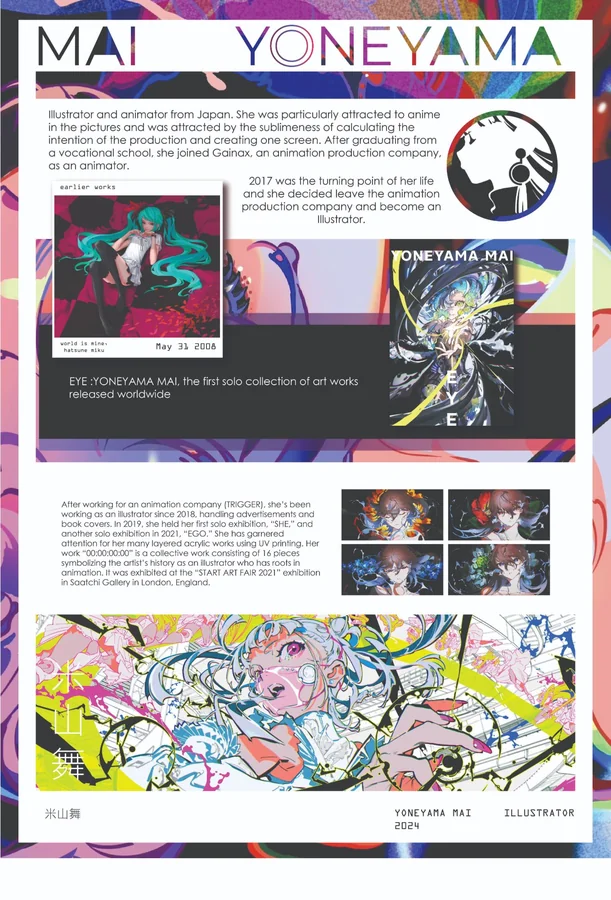 MAI YONEYAMA
Illustrator and animator from Japan. She was particularly attracted to anime
in the pictures and was attracted by the sublimeness of calculating the
intention of the production and creating one screen. After graduating from
a vocational school, she joined Gainax, an animation production company,
as an animator.
2017 was the turning point of her life
and she decided leave the animation
production company and become an
Illustrator.
earlier works
world is mine:
hatsune miku
May 31 2008
YONEYAMA MAI
EYE
EYE :YONEYAMA MAI, the first solo collection of art works
released worldwide
After working for an animation company (TRIGGER), she's been
working as an illustrator since 2018, handling advertisements and
book covers. In 2019, she held her first solo exhibition, "SHE," and
another solo exhibition in 2021, "EGO." She has garnered
attention for her many layered acrylic works using UV printing. Her
work "00:00:00:00" is a collective work consisting of 16 pieces
symbolizing the artist's history as an illustrator who has roots in
animation. It was exhibited at the "START ART FAIR 2021" exhibition
in Saatchi Gallery in London, England.
米山舞
米山舞
YONEYAMA MAI ILLUSTRATOR
2024